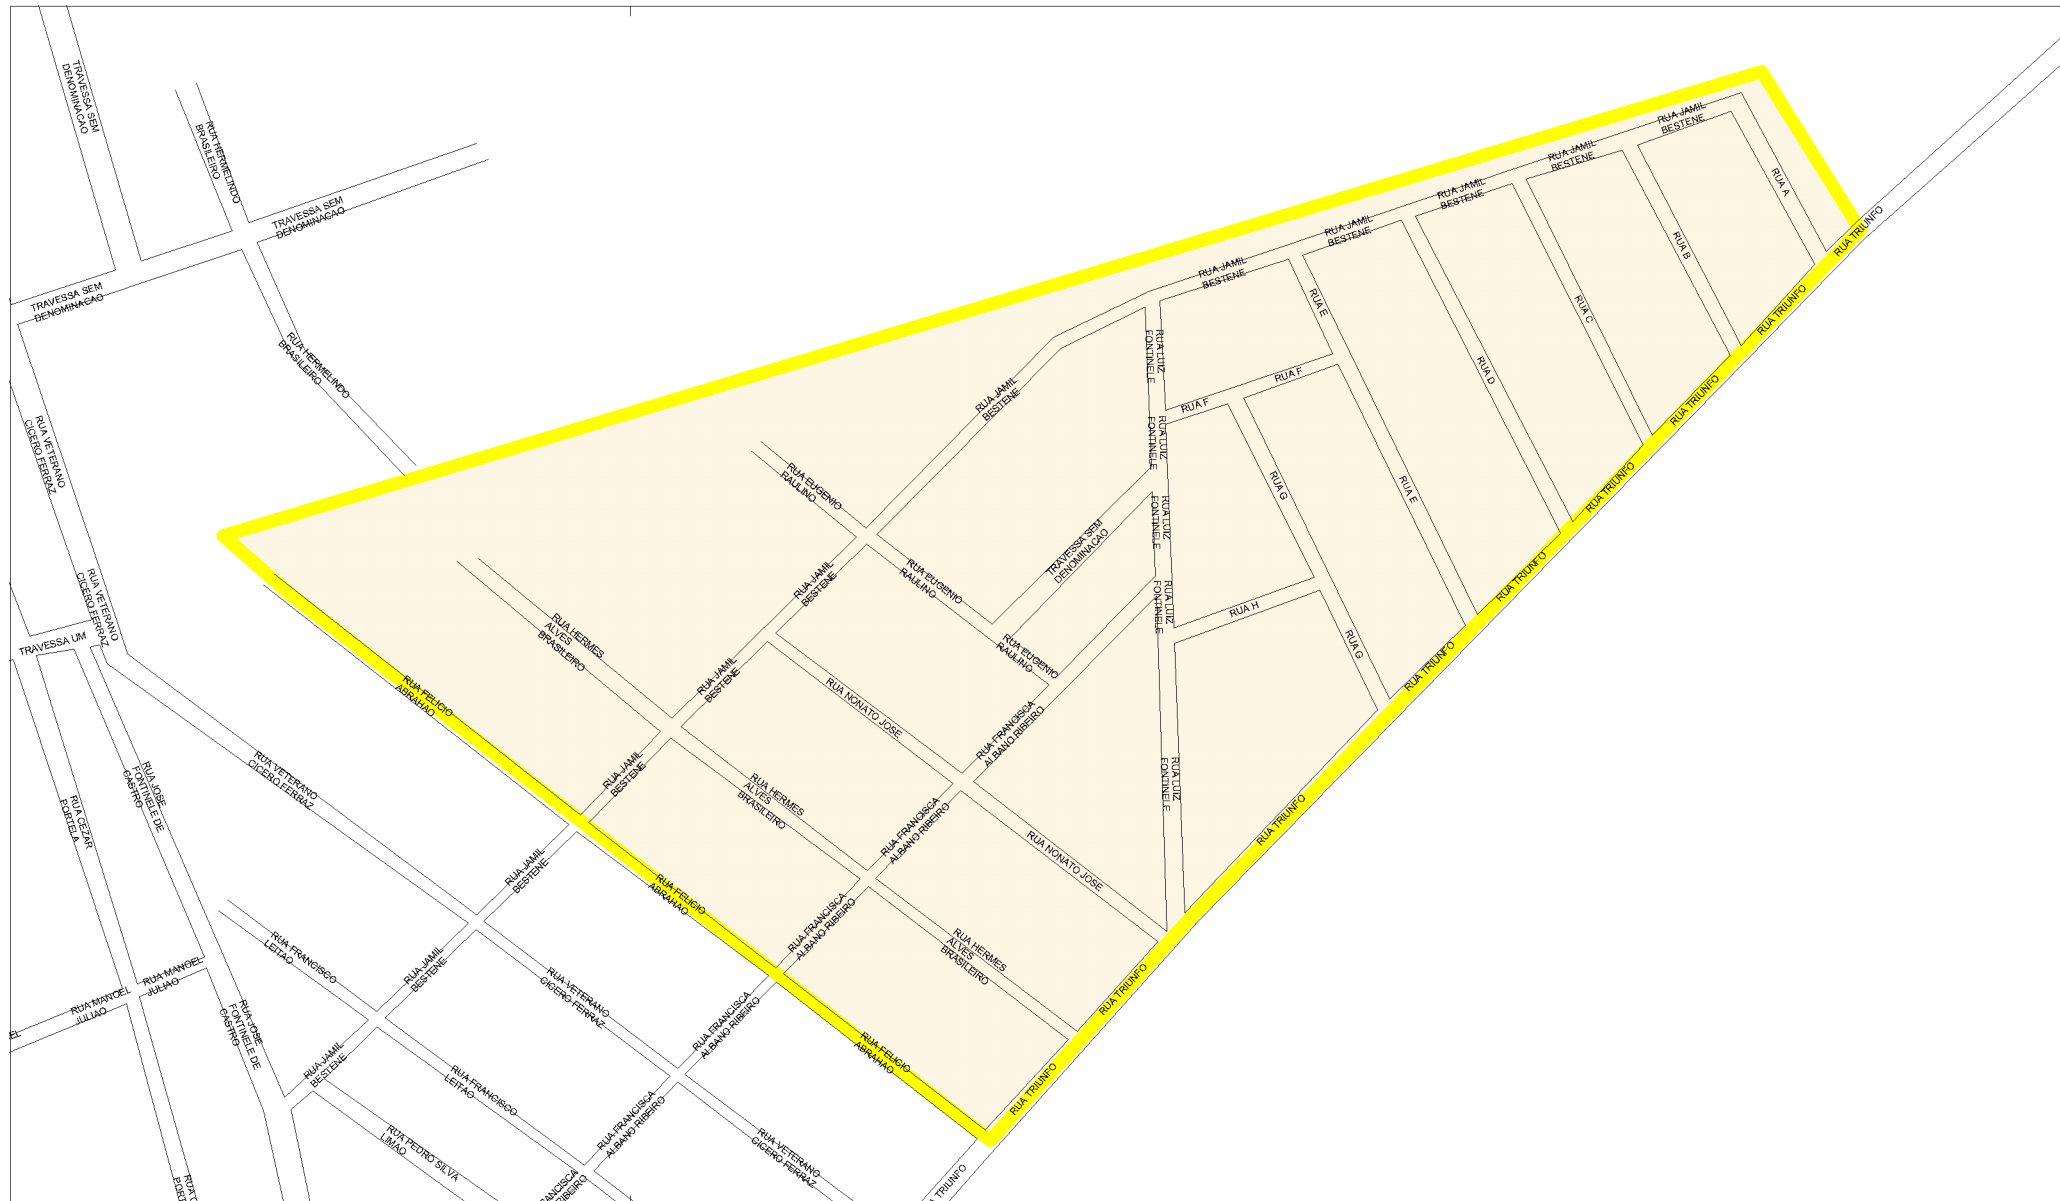 TRAVESSA SEM
DENOMINACAO
RUA HERMELINDO
BRASILEIRO
TRAVESSA SEM
DENOMINACAO
TRAVESSA SEM
DENOMINACAO
RUA HERMELINDO
BRASILEIRO
RUA VETERANO
CICERO FERRAZ
RUA VETERANO
CICERO FERRAZ
TRAVESSA UM
RUA VETERANO
CICERO FERRAZ
RUA JOSE
FONTINELE DE
CASTRO
RUA CEZAR
PORTELA
RUA MANOEL
JULIAO
RUA MANOEL
JULIAO
EL
RUA JOSE
FONTINELE DE
CASTRO
RUA FRANCISCO
LEITAO
RUA FRANCISCO
LEITAO
RUA PEDRO SILVA
LIMAO
RUA JAMIL
BESTENE
RUA JAMIL
BESTENE
RUA JAMIL
BESTENE
RUA JAMIL
BESTENE
RUA JAMIL
BESTENE
RUA JAMIL
BESTENE
RUA JAMIL
BESTENE
RUA JAMIL
BESTENE
RUA JAMIL
BESTENE
RUA JAMIL
BESTENE
RUA JAMIL
BESTENE
RUA JAMIL
BESTENE
RUA FELICIO
ABRAHAO
RUA FELICIO
ABRAHAO
RUA FELICIO
ABRAHAO
RUA HERMES
ALVES
BRASILEIRO
RUA HERMES
ALVES
BRASILEIRO
RUA HERMES
ALVES
BRASILEIRO
RUA EUGENIO
RAULINO
RUA EUGENIO
RAULINO
RUA EUGENIO
RAULINO
TRAVESSA SEM
DENOMINACAO
RUA NONATO JOSE
RUA NONATO JOSE
RUA FRANCISCA
ALBANO RIBEIRO
RUA FRANCISCA
ALBANO RIBEIRO
RUA FRANCISCA
ALBANO RIBEIRO
RUA FRANCISCA
ALBANO RIBEIRO
RUA FRANCISCA
ALBANO RIBEIRO
RUA VETERANO
CICERO FERRAZ
RUA VETERANO
CICERO FERRAZ
RUA LUIZ
FONTINELE
RUA LUIZ
FONTINELE
RUA LUIZ
FONTINELE
RUA LUIZ
FONTINELE
RUA LUIZ
FONTINELE
RUA A
RUA B
RUA C
RUA D
RUA E
RUA E
RUA F
RUA F
RUA G
RUA G
RUA H
RUA TRIUNFO
RUA TRIUNFO
RUA TRIUNFO
RUA TRIUNFO
RUA TRIUNFO
RUA TRIUNFO
RUA TRIUNFO
RUA TRIUNFO
RUA TRIUNFO
TRIUNFO